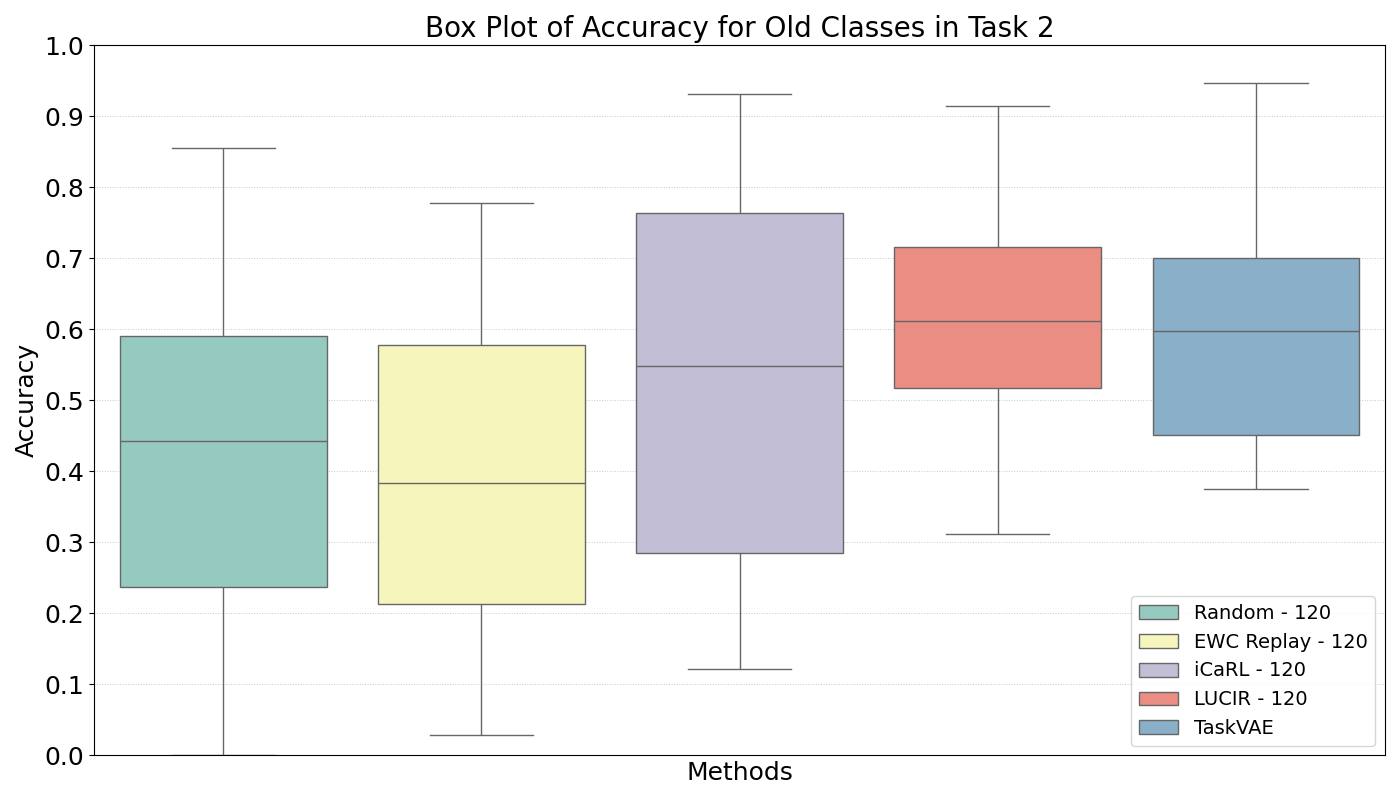 Box Plot of Accuracy for Old Classes in Task 2
Accuracy
1.0
0.9
0.8
0.7
0.6
0.5
0.4
0.3
0.2
0.1
0.0
Random - 120
EWC Replay - 120
iCaRL - 120
LUCIR - 120
TaskVAE
Methods